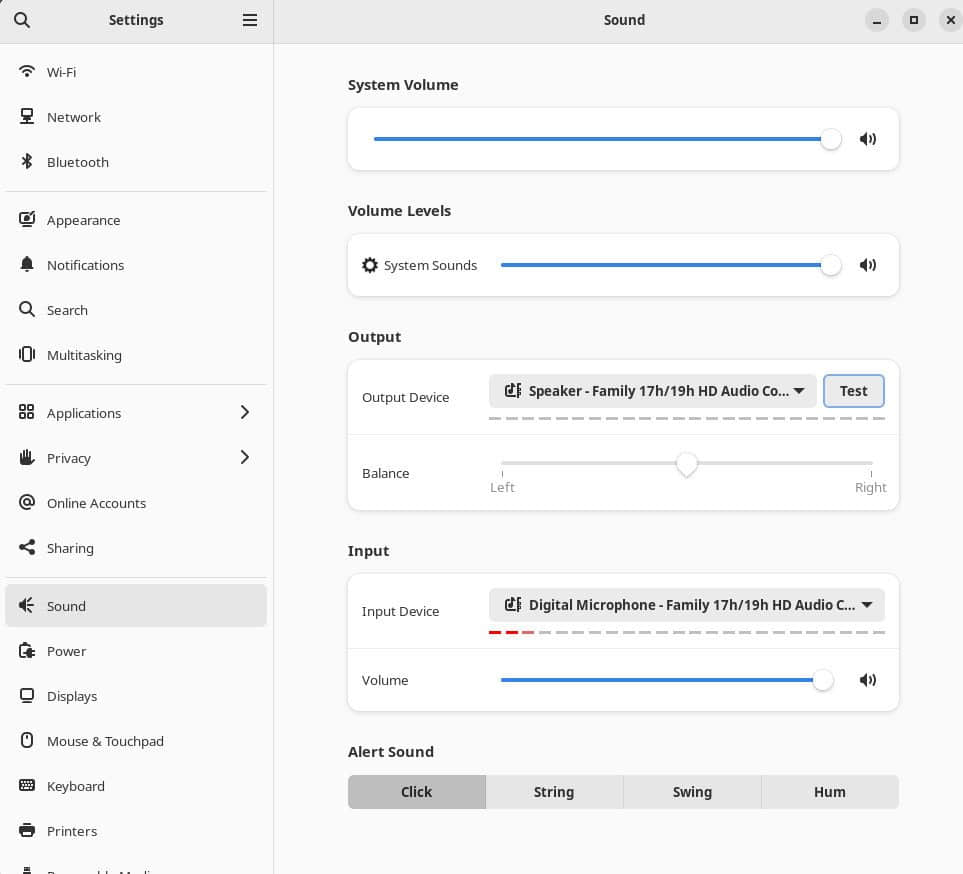 Settings
Sound
Wi-Fi
Network
Bluetooth
Appearance
Notifications
Search
Multitasking
Applications
Privacy
Online Accounts
Sharing
Sound
Power
Displays
Mouse & Touchpad
Keyboard
Printers
System Volume
Volume Levels
System Sounds
Output
Output Device
Speaker - Family 17h/19h HD Audio Co...
Test
Balance
Left
Right
Input
Input Device
Digital Microphone - Family 17h/19h HD Audio C...
Volume
Alert Sound
Click
String
Swing
Hum